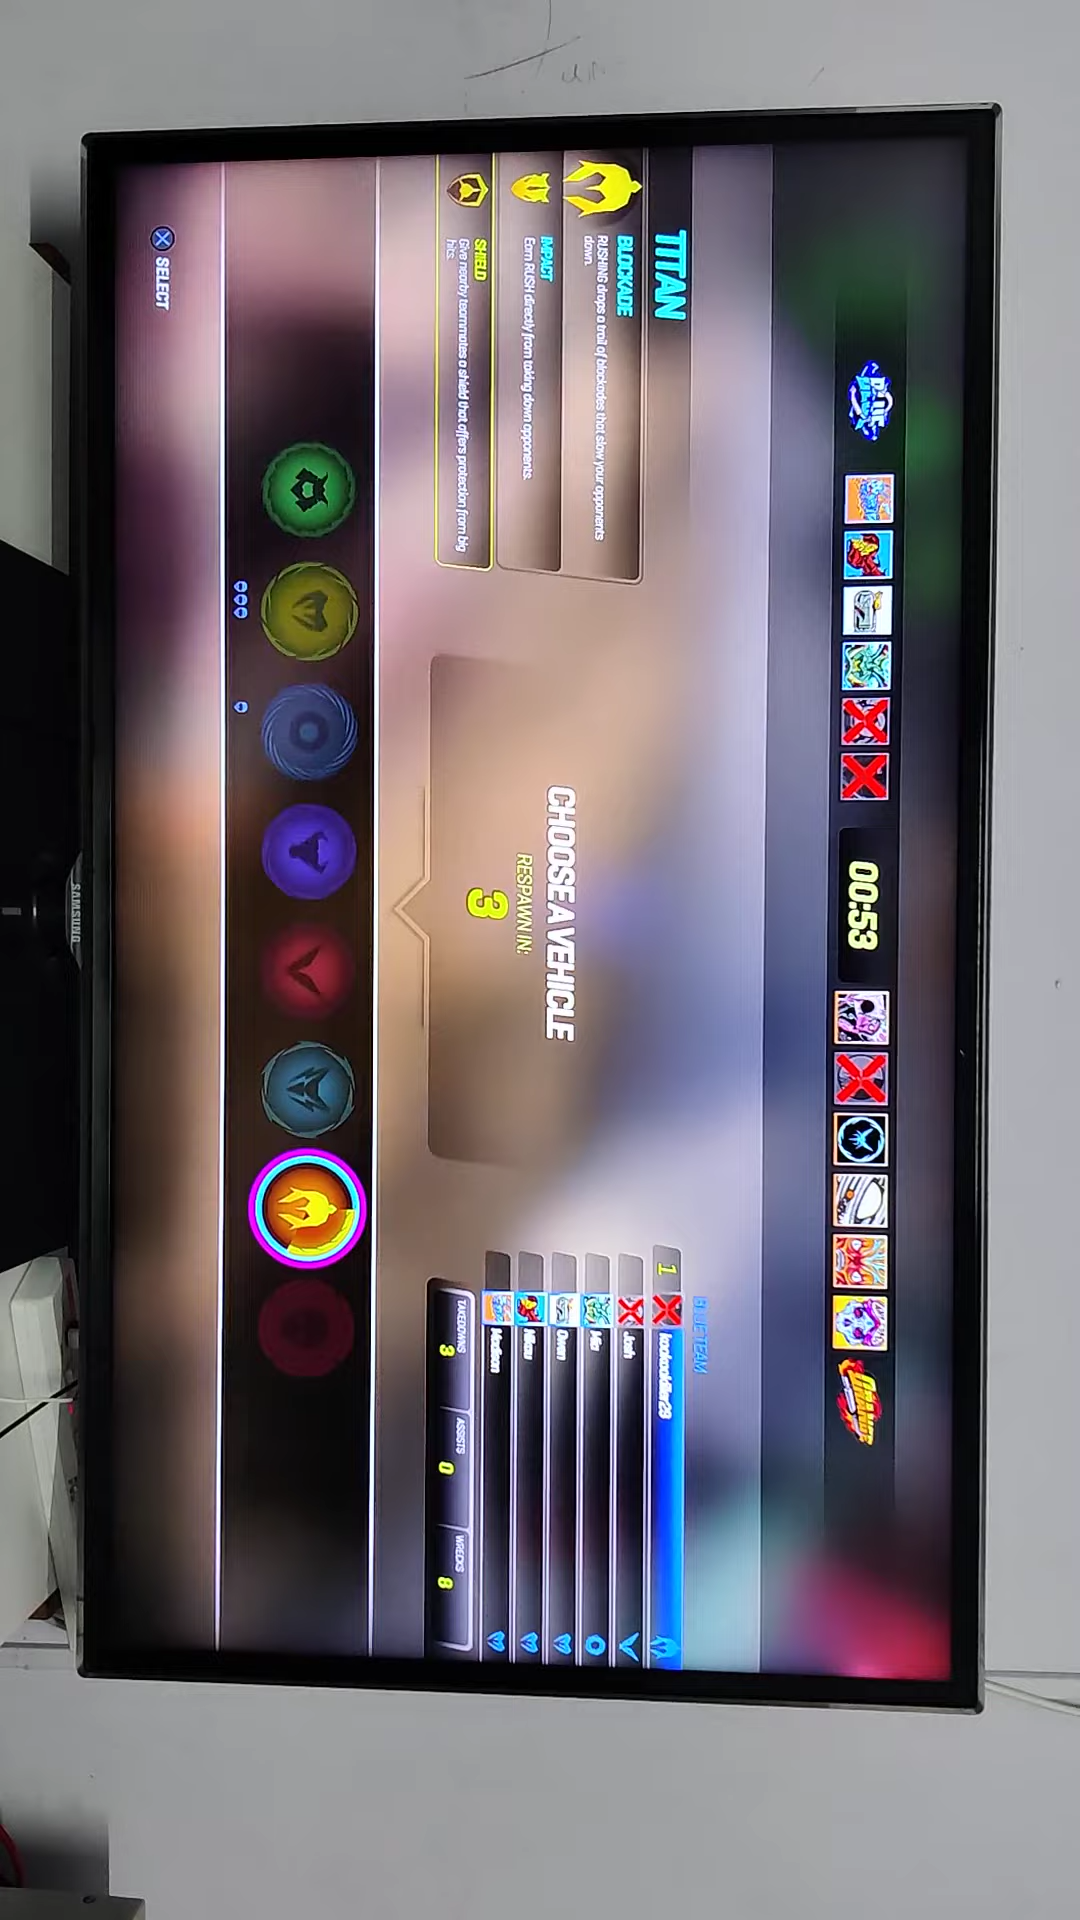 00:53
TITAN
BLOCKADE
RUSHING drops a trail of blockades that slow your opponents
down.
IMPACT
Earn RUSH directly from taking down opponents.
SHIELD
Give nearby teammates a shield that offers protection from big
hits.
CHOOSE A VEHICLE
RESPAWN IN:
3
BLUE TEAM
1
Josh
Mia
Owen
Nikau
Madison
TAKEDOWNS
3
ASSISTS
0
WRECKS
8
SELECT
SAMSUNG